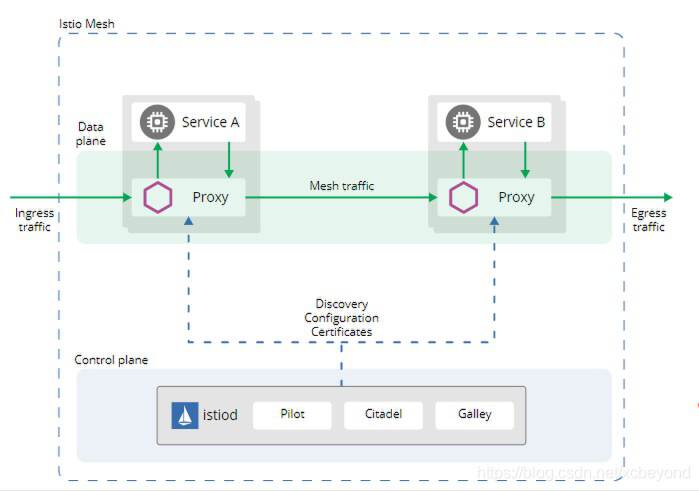 Istio Mesh
Data
plane
Service A
Service B
Proxy
Mesh traffic
Proxy
Ingress
traffic
Egress
traffic
Discovery
Configuration
Certificates
Control plane
istiod
Pilot
Citadel
Galley
https://blog.csdn.net/xcbeyond